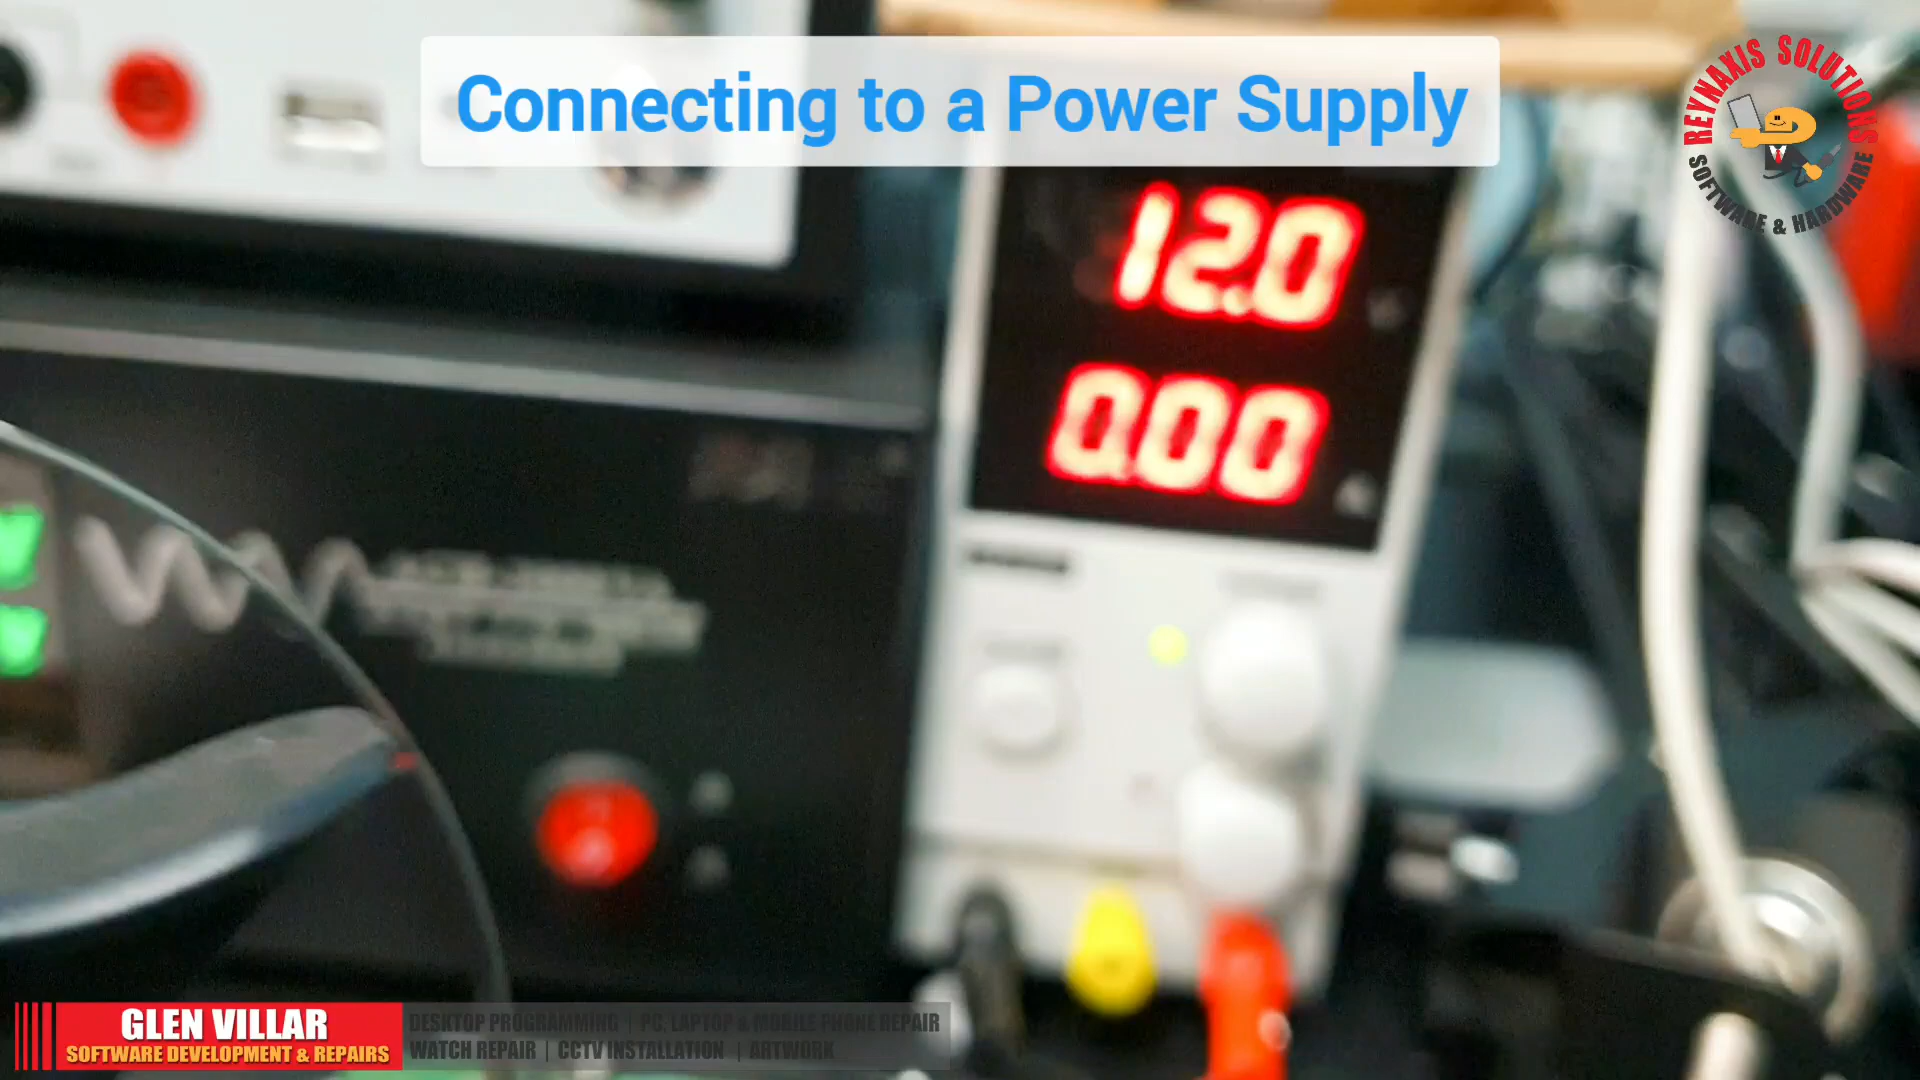 Connecting to a Power Supply
REYNAXIS SOLUTIONS
SOFTWARE & HARDWARE
12.0
0.00
A
GLEN VILLAR
SOFTWARE DEVELOPMENT & REPAIRS
DESKTOP PROGRAMMING | PC, LAPTOP & MOBILE PHONE REPAIR
WATCH REPAIR | CCTV INSTALLATION | ARTWORK